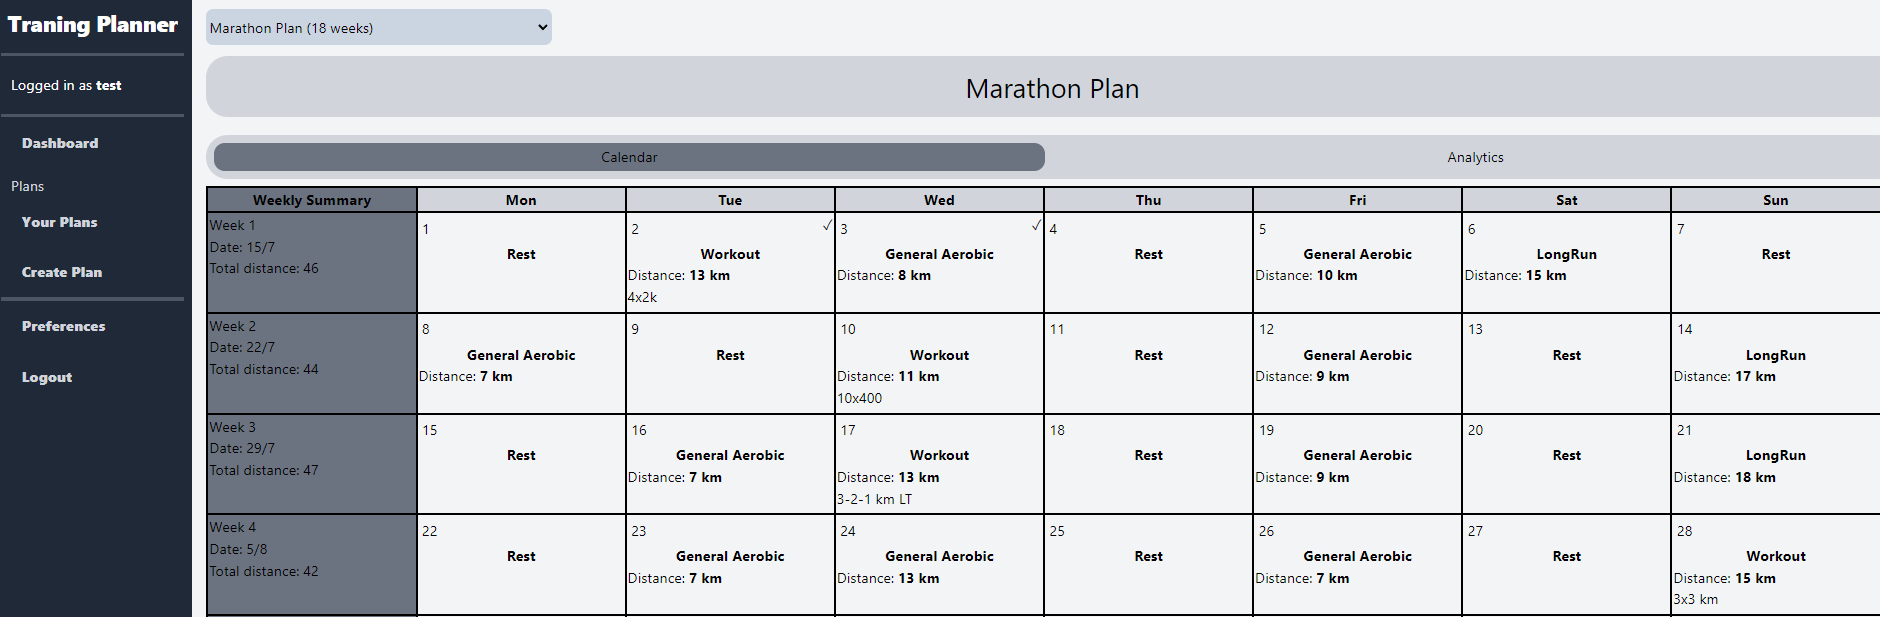 Traning Planner
Logged in as test
Dashboard
Plans
Your Plans
Create Plan
Preferences
Logout
Marathon Plan (18 weeks)
Marathon Plan
Calendar Analytics
Weekly Summary Mon Tue Wed Thu Fri Sat Sun
Week 1
Date: 15/7
Total distance: 46
1
Rest
2 ✓
Workout
Distance: 13 km
4x2k
3 ✓
General Aerobic
Distance: 8 km
4
Rest
5
General Aerobic
Distance: 10 km
6
LongRun
Distance: 15 km
7
Rest
Week 2
Date: 22/7
Total distance: 44
8
General Aerobic
Distance: 7 km
9
Rest
10
Workout
Distance: 11 km
10x400
11
Rest
12
General Aerobic
Distance: 9 km
13
Rest
14
LongRun
Distance: 17 km
Week 3
Date: 29/7
Total distance: 47
15
Rest
16
General Aerobic
Distance: 7 km
17
Workout
Distance: 13 km
3-2-1 km LT
18
Rest
19
General Aerobic
Distance: 9 km
20
Rest
21
LongRun
Distance: 18 km
Week 4
Date: 5/8
Total distance: 42
22
Rest
23
General Aerobic
Distance: 7 km
24
General Aerobic
Distance: 13 km
25
Rest
26
General Aerobic
Distance: 7 km
27
Rest
28
Workout
Distance: 15 km
3x3 km